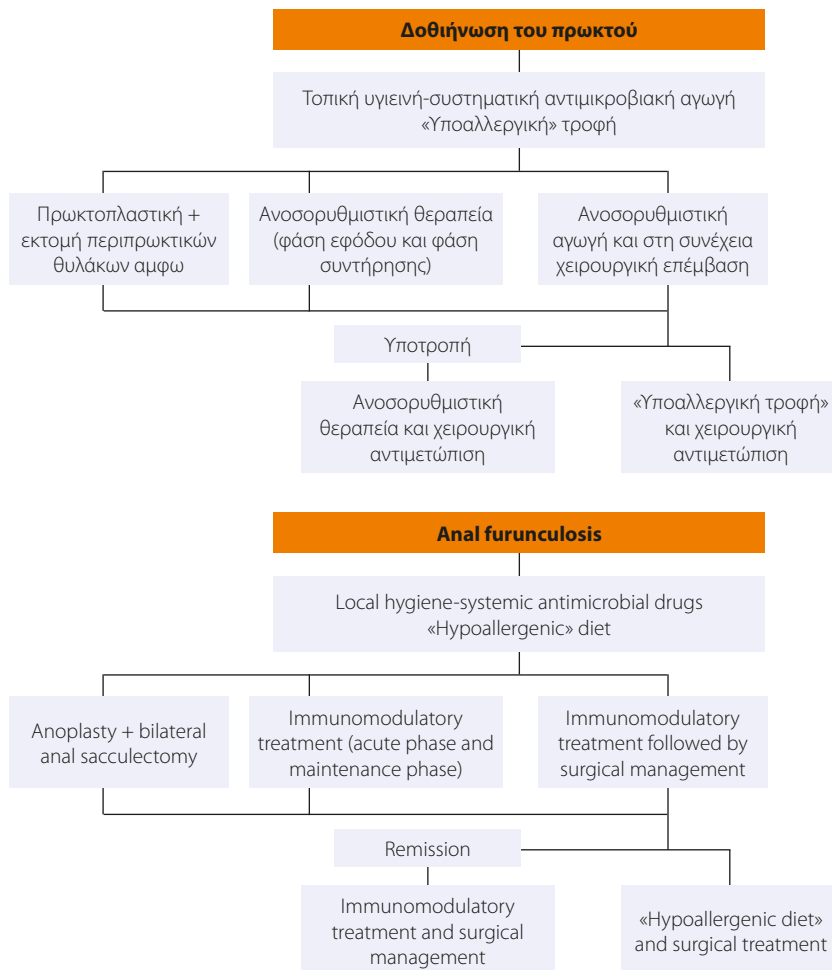 Δοθιήνωση του πρωκτού
Τοπική υγιεινή-συστηματική αντιμικροβιακή αγωγή
«Υποαλλεργική» τροφή
Πρωκτοπλαστική +
εκτομή περιπρωκτικών
θυλάκων αμφω
Ανοσορυθμιστική θεραπεία
(φάση εφόδου και φάση
συντήρησης)
Ανοσορυθμιστική
αγωγή και στη συνέχεια
χειρουργική επέμβαση
Υποτροπή
Ανοσορυθμιστική
θεραπεία και χειρουργική
αντιμετώπιση
«Υποαλλεργική τροφή»
και χειρουργική
αντιμετώπιση
Anal furunculosis
Local hygiene-systemic antimicrobial drugs
«Hypoallergenic» diet
Anoplasty + bilateral
anal sacculectomy
Immunomodulatory
treatment (acute phase and
maintenance phase)
Immunomodulatory
treatment followed by
surgical management
Remission
Immunomodulatory
treatment and surgical
management
«Hypoallergenic diet»
and surgical treatment